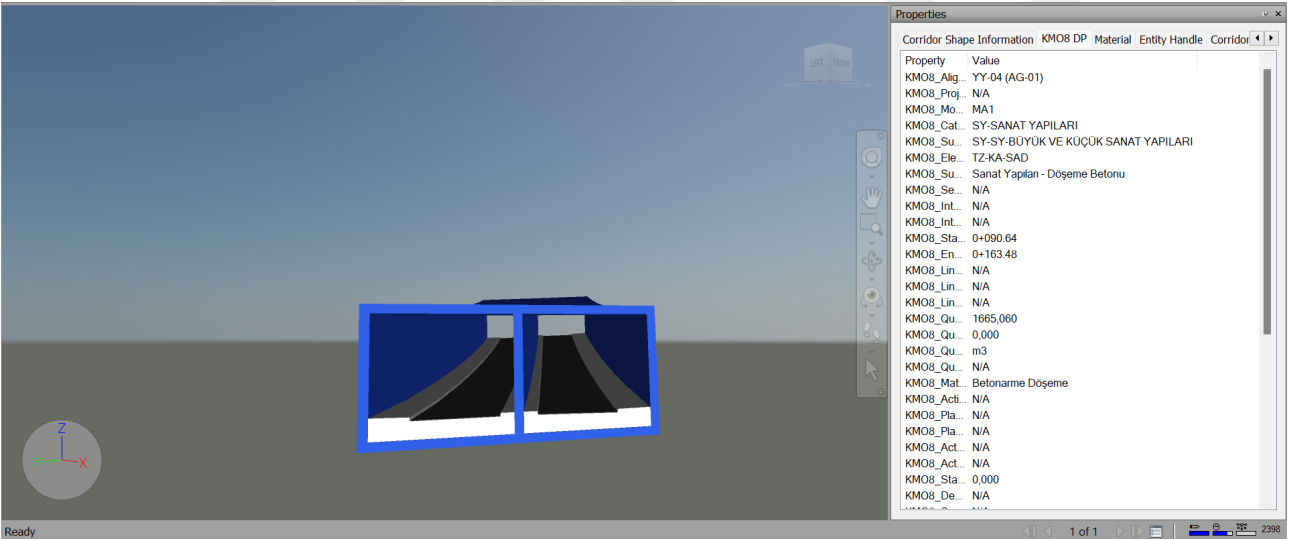 Properties
Corridor Shape Information KMO8 DP Material Entity Handle Corridor
Property Value
KMO8_Alig... YY-04 (AG-01)
KMO8_Proj... N/A
KMO8_Mo... MA1
KMO8_Cat... SY-SANAT YAPILARI
KMO8_Su... SY-SY-BÜYÜK VE KÜÇÜK SANAT YAPILARI
KMO8_Ele... TZ-KA-SAD
KMO8_Su... Sanat Yapıları - Döşeme Betonu
KMO8_Se... N/A
KMO8_Int... N/A
KMO8_Int... N/A
KMO8_Sta... 0+090.64
KMO8_En... 0+163.48
KMO8_Lin... N/A
KMO8_Lin... N/A
KMO8_Lin... N/A
KMO8_Qu... 1665,060
KMO8_Qu... 0,000
KMO8_Qu... m3
KMO8_Qu... N/A
KMO8_Mat... Betonarme Döşeme
KMO8_Acti... N/A
KMO8_Pla... N/A
KMO8_Pla... N/A
KMO8_Act... N/A
KMO8_Act... N/A
KMO8_Sta... 0,000
KMO8_De... N/A
LEFT FRONT
Z
X
Ready
1 of 1
2398